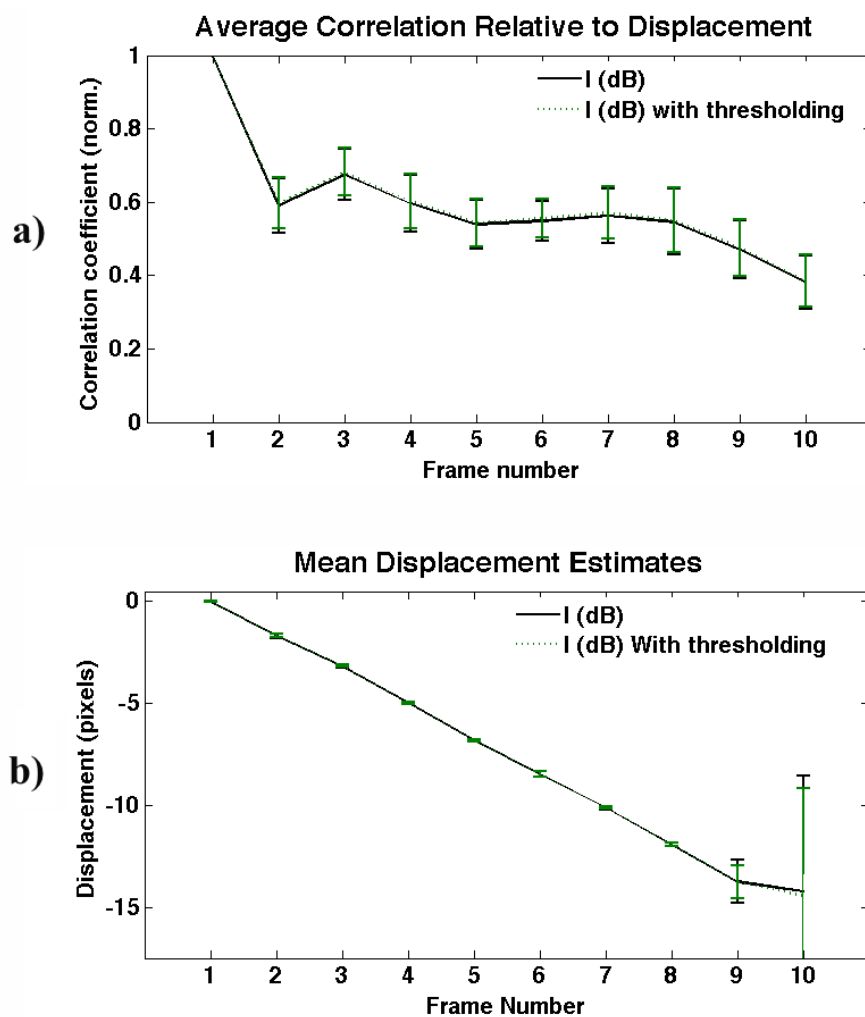 Average Correlation Relative to Displacement
a)
Correlation coefficient (norm.)
1
0.8
0.6
0.4
0.2
0
I (dB)
I (dB) with thresholding
1 2 3 4 5 6 7 8 9 10
Frame number
Mean Displacement Estimates
b)
Displacement (pixels)
0
-5
-10
-15
I (dB)
I (dB) With thresholding
1 2 3 4 5 6 7 8 9 10
Frame Number